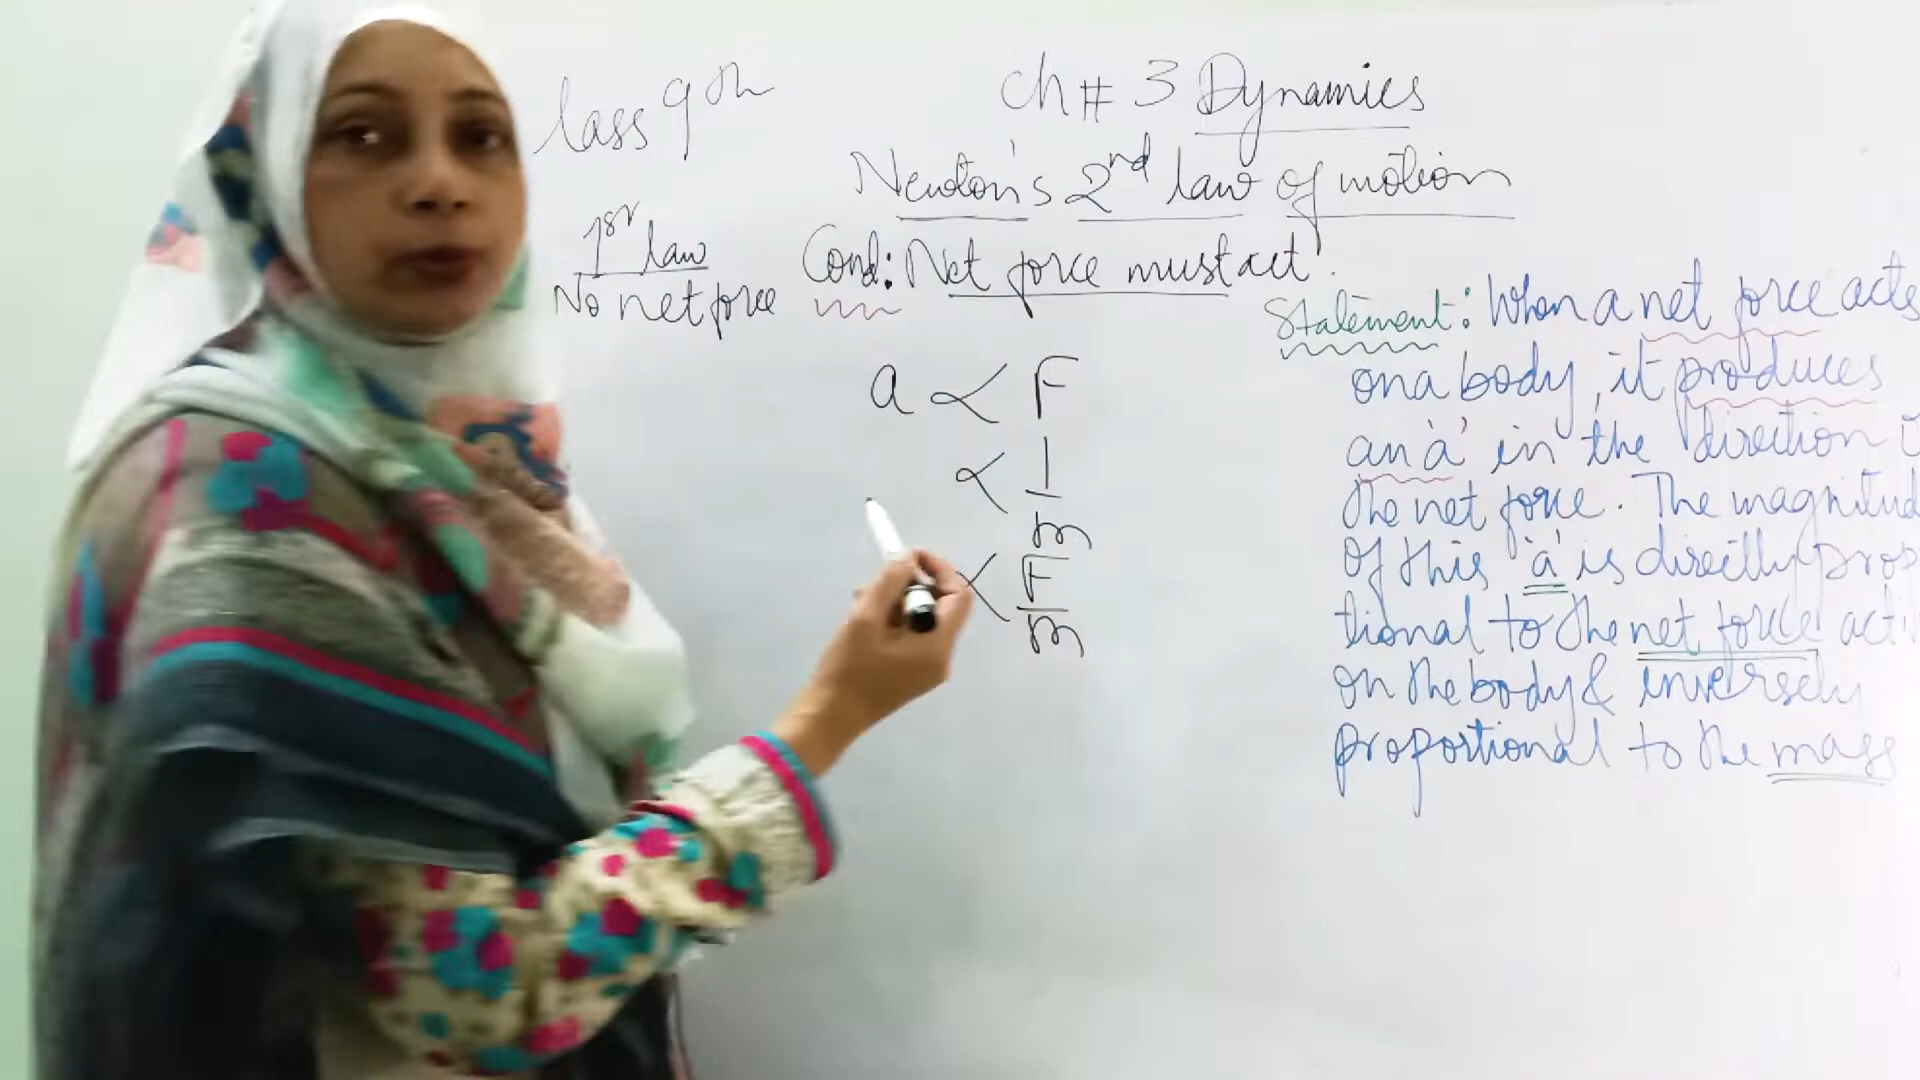 lass 9th
Ch # 3 Dynamics
Newton's 2nd law of motion
1st law
No net force
Cond: Net force must act.
a ∝ F
∝ 1/m
∝ F/m
Statement: When a net force acts
on a body, it produces
an 'a' in the direction
the net force. The magnitud
of this 'a' is directly propo
tional to the net force acti
on the body & inversely
proportional to the mass